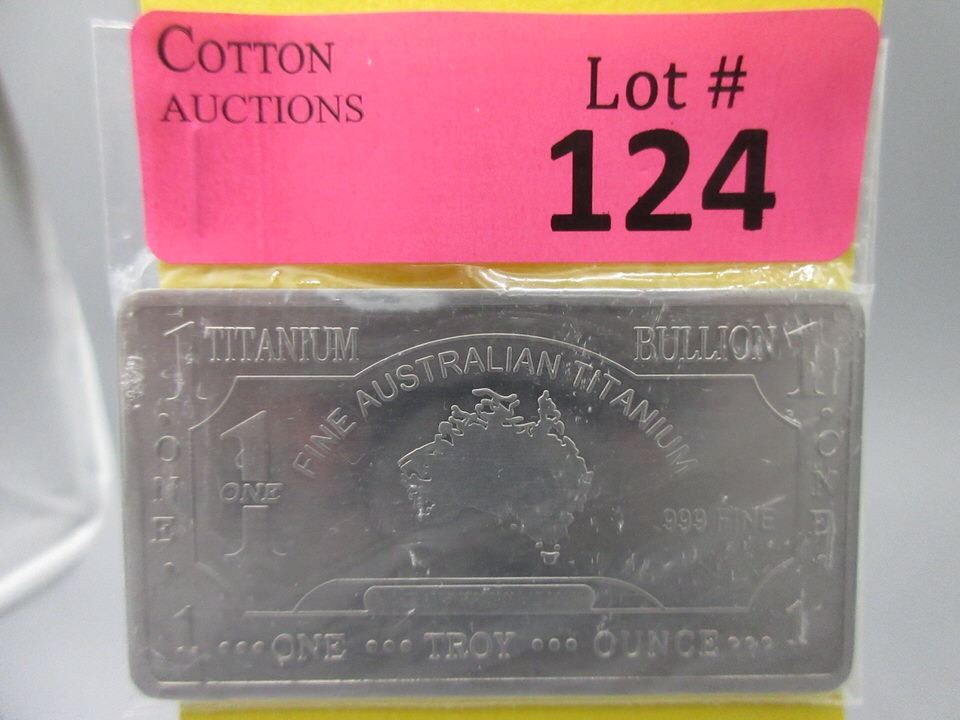 COTTON
AUCTIONS
Lot #
124
1 TITANIUM BULLION 1
FINE AUSTRALIAN TITANIUM
·ONE·
1
ONE
·ONE·
.999 FINE
1 ···ONE ··· TROY ··· OUNCE··· 1